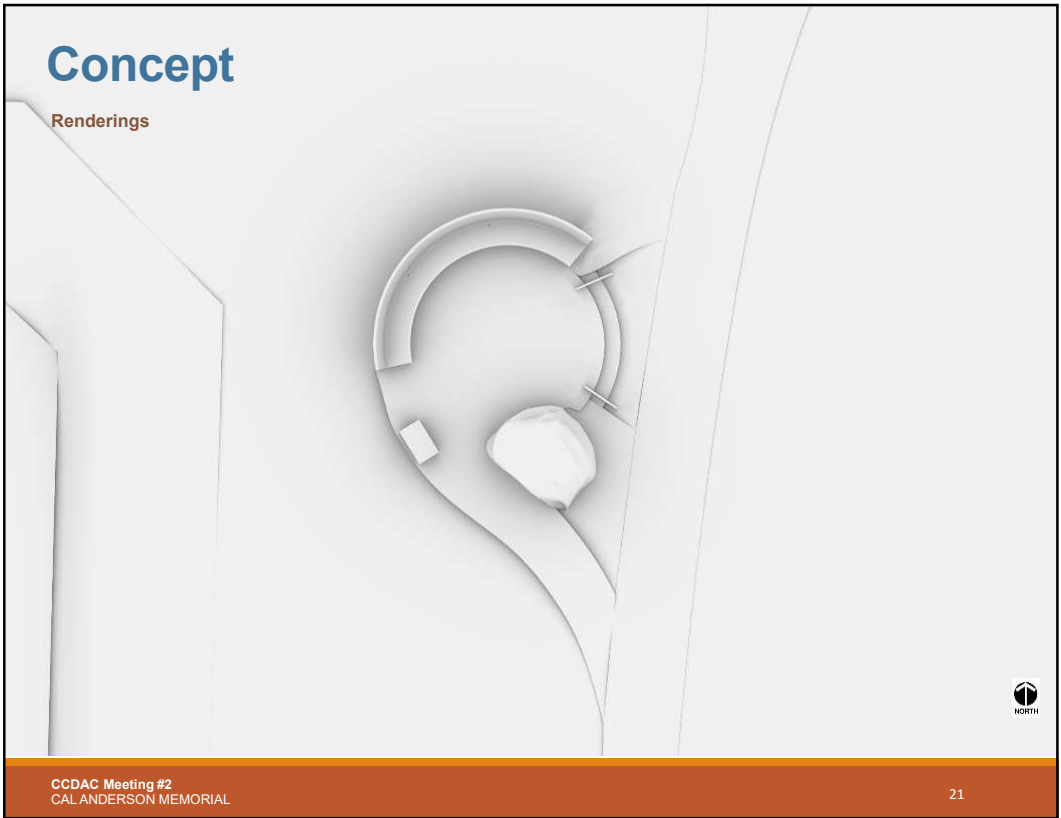 Concept
Renderings
NORTH
CCDAC Meeting #2
CAL ANDERSON MEMORIAL
21